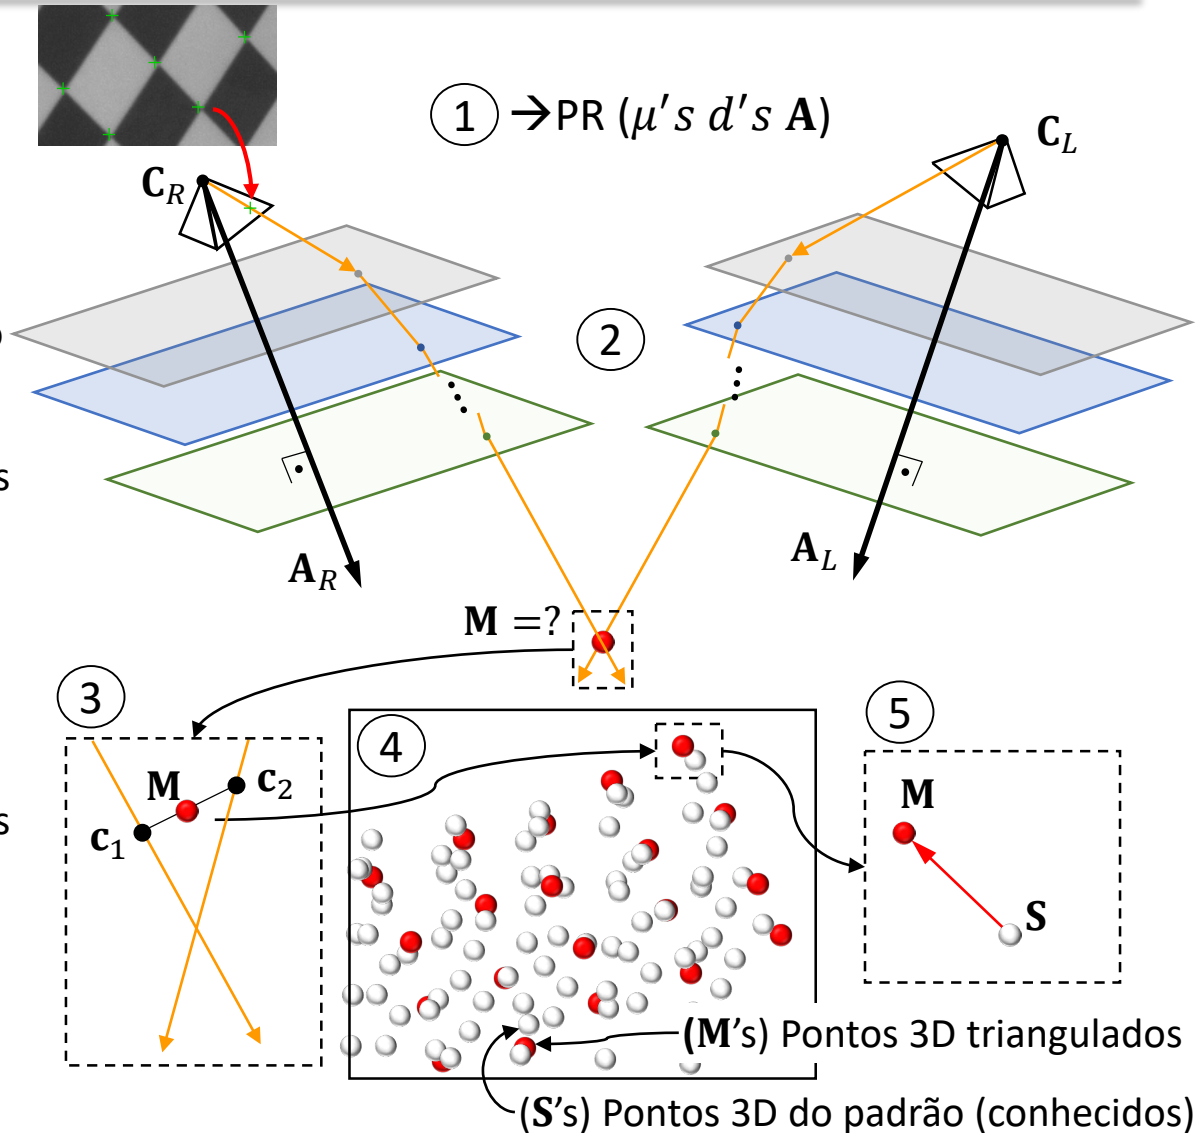 1 →PR (μ's d's A)
C_R
C_L
2
s
A_R
A_L
M =?
3
4
5
M
c_2
c_1
s
M
S
(M's) Pontos 3D triangulados
(S's) Pontos 3D do padrão (conhecidos)